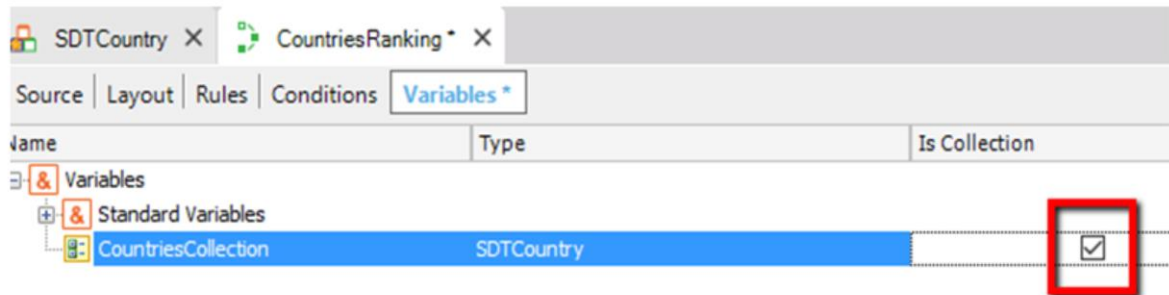 SDTCountry X CountriesRanking * X
Source | Layout | Rules | Conditions Variables *
Name Type Is Collection
& Variables
& Standard Variables
CountriesCollection SDTCountry